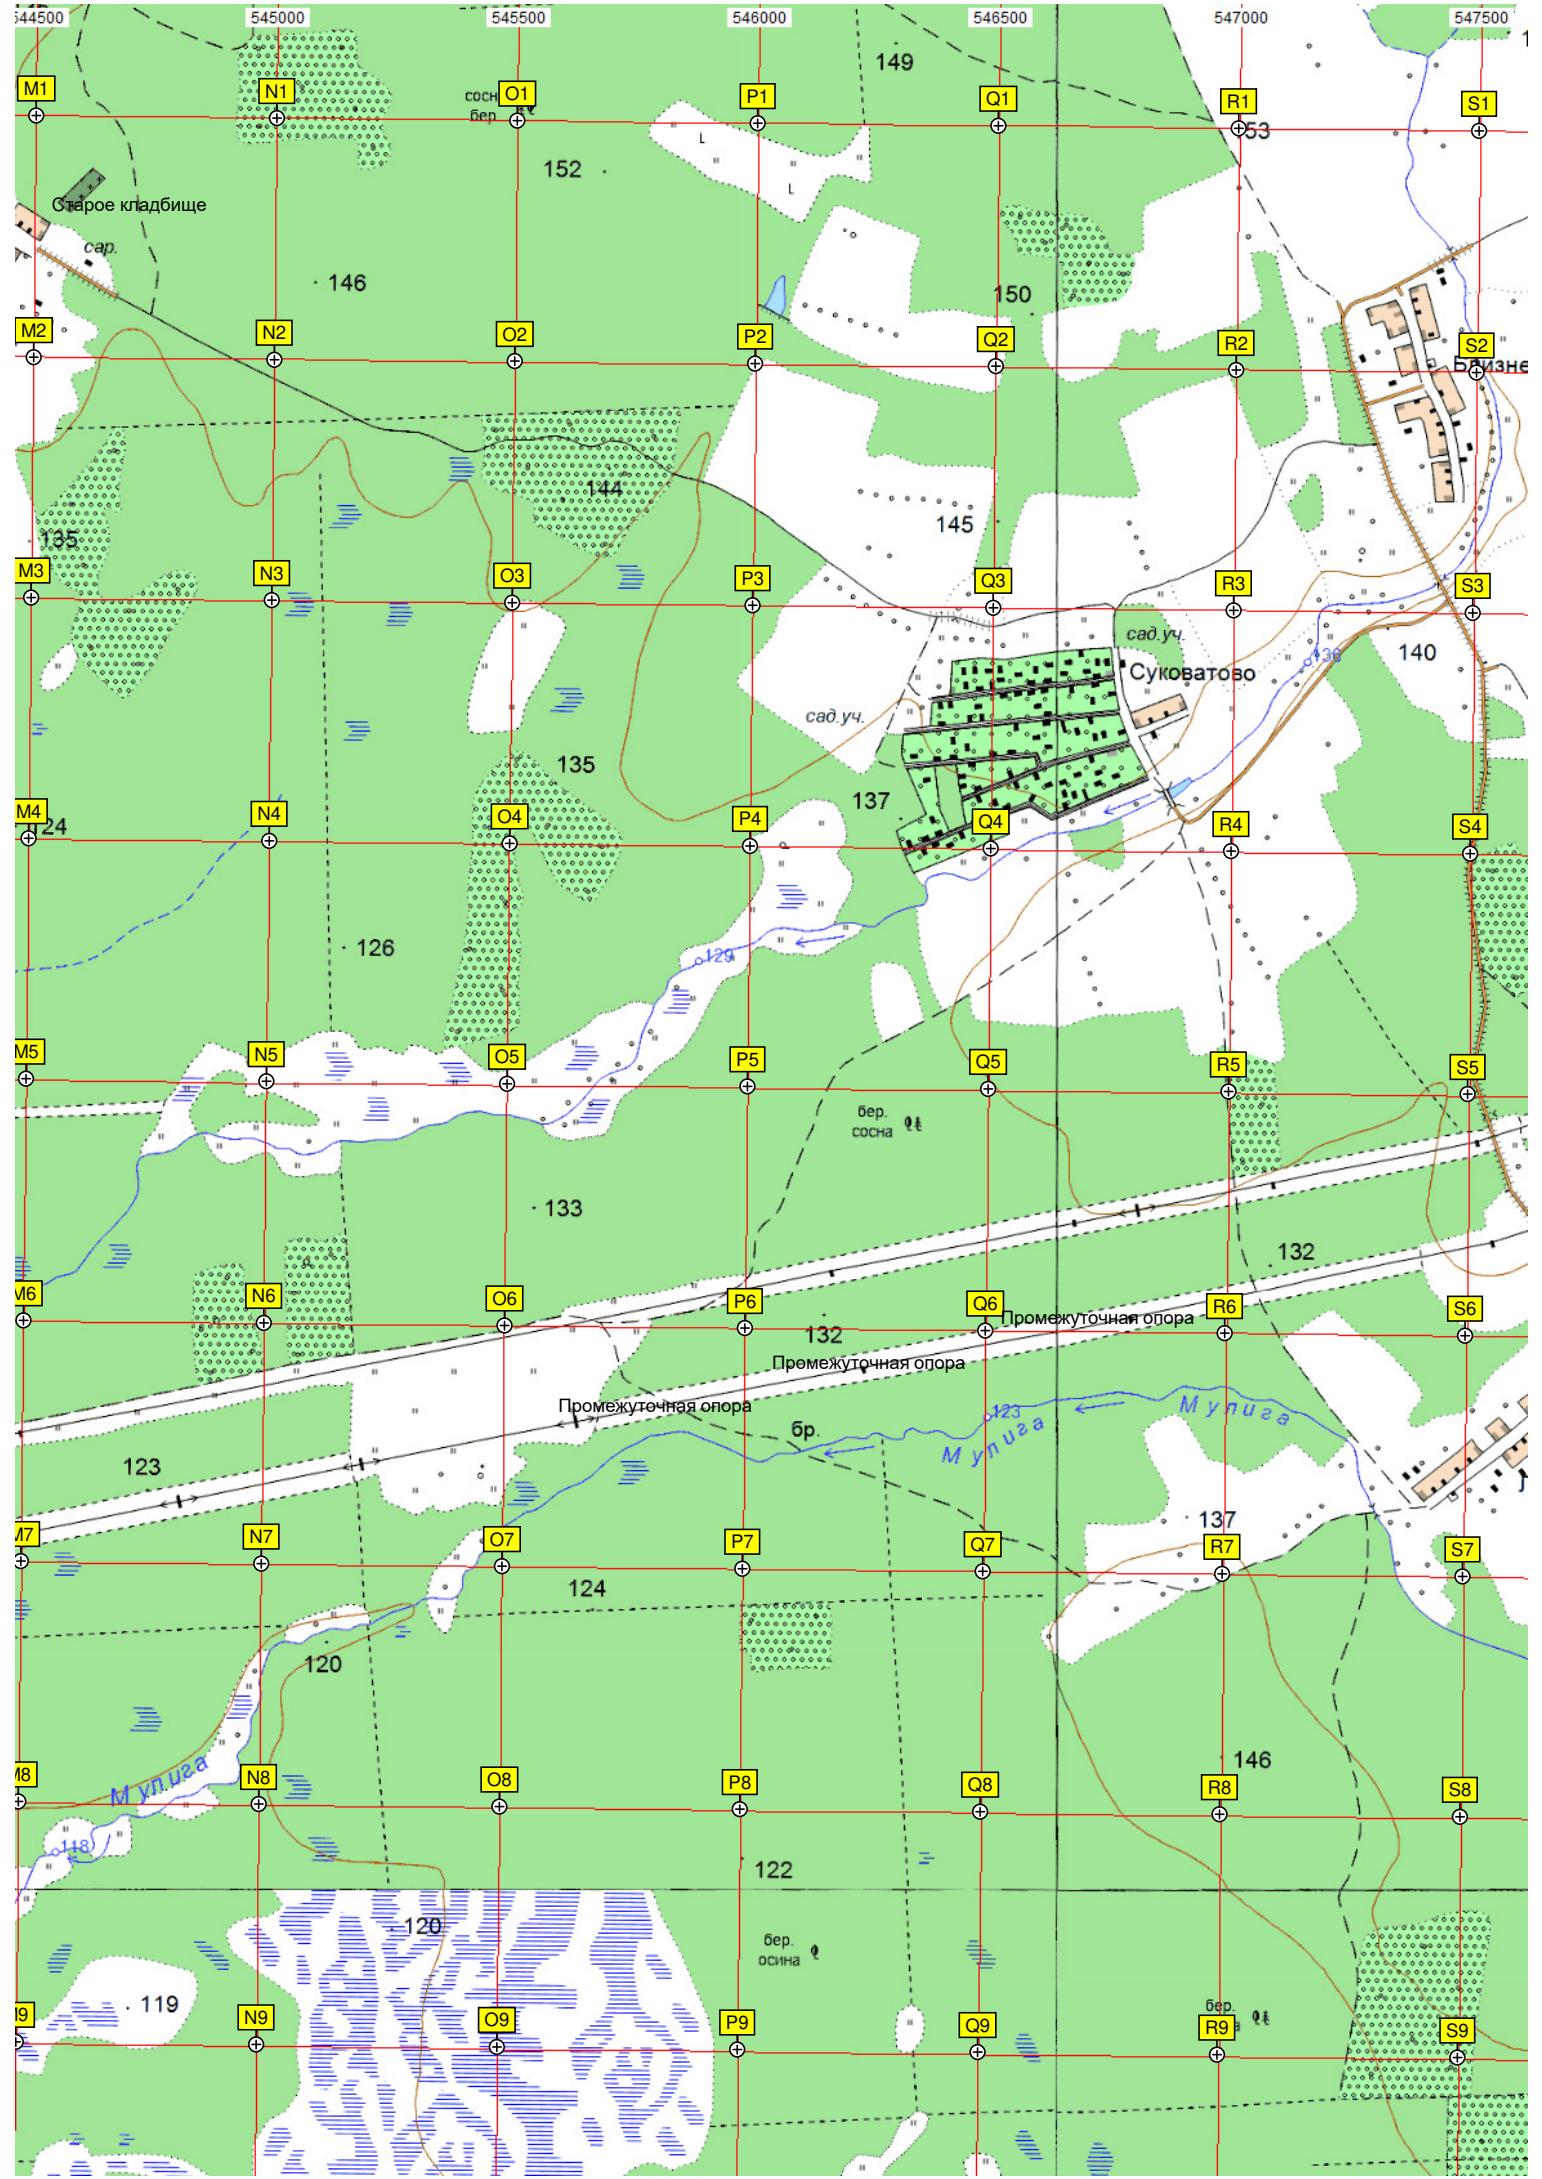 544500 545000 545500 546000 546500 547000 547500
149
M1 N1 O1 P1 Q1 R1 S1
сосн
бер
53
152
Старое кладбище
сар.
146
150
M2 N2 O2 P2 Q2 R2 S2
Близне
144
145
135
M3 N3 O3 P3 Q3 R3 S3
сад.уч.
136
140
Суковатово
сад.уч.
135
137
M4 N4 O4 P4 Q4 R4 S4
124
126
129
M5 N5 O5 P5 Q5 R5 S5
бер.
сосна
133
132
M6 N6 O6 P6 Q6 R6 S6
Промежуточная опора
132
Промежуточная опора
Промежуточная опора
123
Мулига
Мулига
бр.
123
137
M7 N7 O7 P7 Q7 R7 S7
124
120
146
Мулига
M8 N8 O8 P8 Q8 R8 S8
118
122
120
бер.
осина
119
бер.
M9 N9 O9 P9 Q9 R9 S9